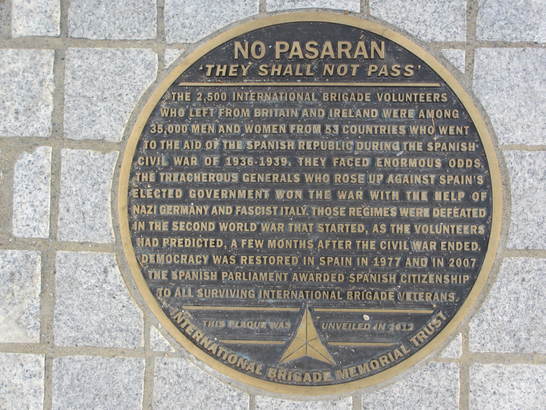 NO PASARÁN
'THEY SHALL NOT PASS'
THE 2,500 INTERNATIONAL BRIGADE VOLUNTEERS
WHO LEFT FROM BRITAIN AND IRELAND WERE AMONG
35,000 MEN AND WOMEN FROM 53 COUNTRIES WHO WENT
TO THE AID OF THE SPANISH REPUBLIC DURING THE SPANISH
CIVIL WAR OF 1936-1939. THEY FACED ENORMOUS ODDS.
THE TREACHEROUS GENERALS WHO ROSE UP AGAINST SPAIN'S
ELECTED GOVERNMENT WON THE WAR WITH THE HELP OF
NAZI GERMANY AND FASCIST ITALY. THOSE REGIMES WERE DEFEATED
IN THE SECOND WORLD WAR THAT STARTED, AS THE VOLUNTEERS
HAD PREDICTED, A FEW MONTHS AFTER THE CIVIL WAR ENDED.
DEMOCRACY WAS RESTORED IN SPAIN IN 1977 AND IN 2007
THE SPANISH PARLIAMENT AWARDED SPANISH CITIZENSHIP
TO ALL SURVIVING INTERNATIONAL BRIGADE VETERANS.
THIS PLAQUE WAS UNVEILED IN 2012
INTERNATIONAL BRIGADE MEMORIAL TRUST